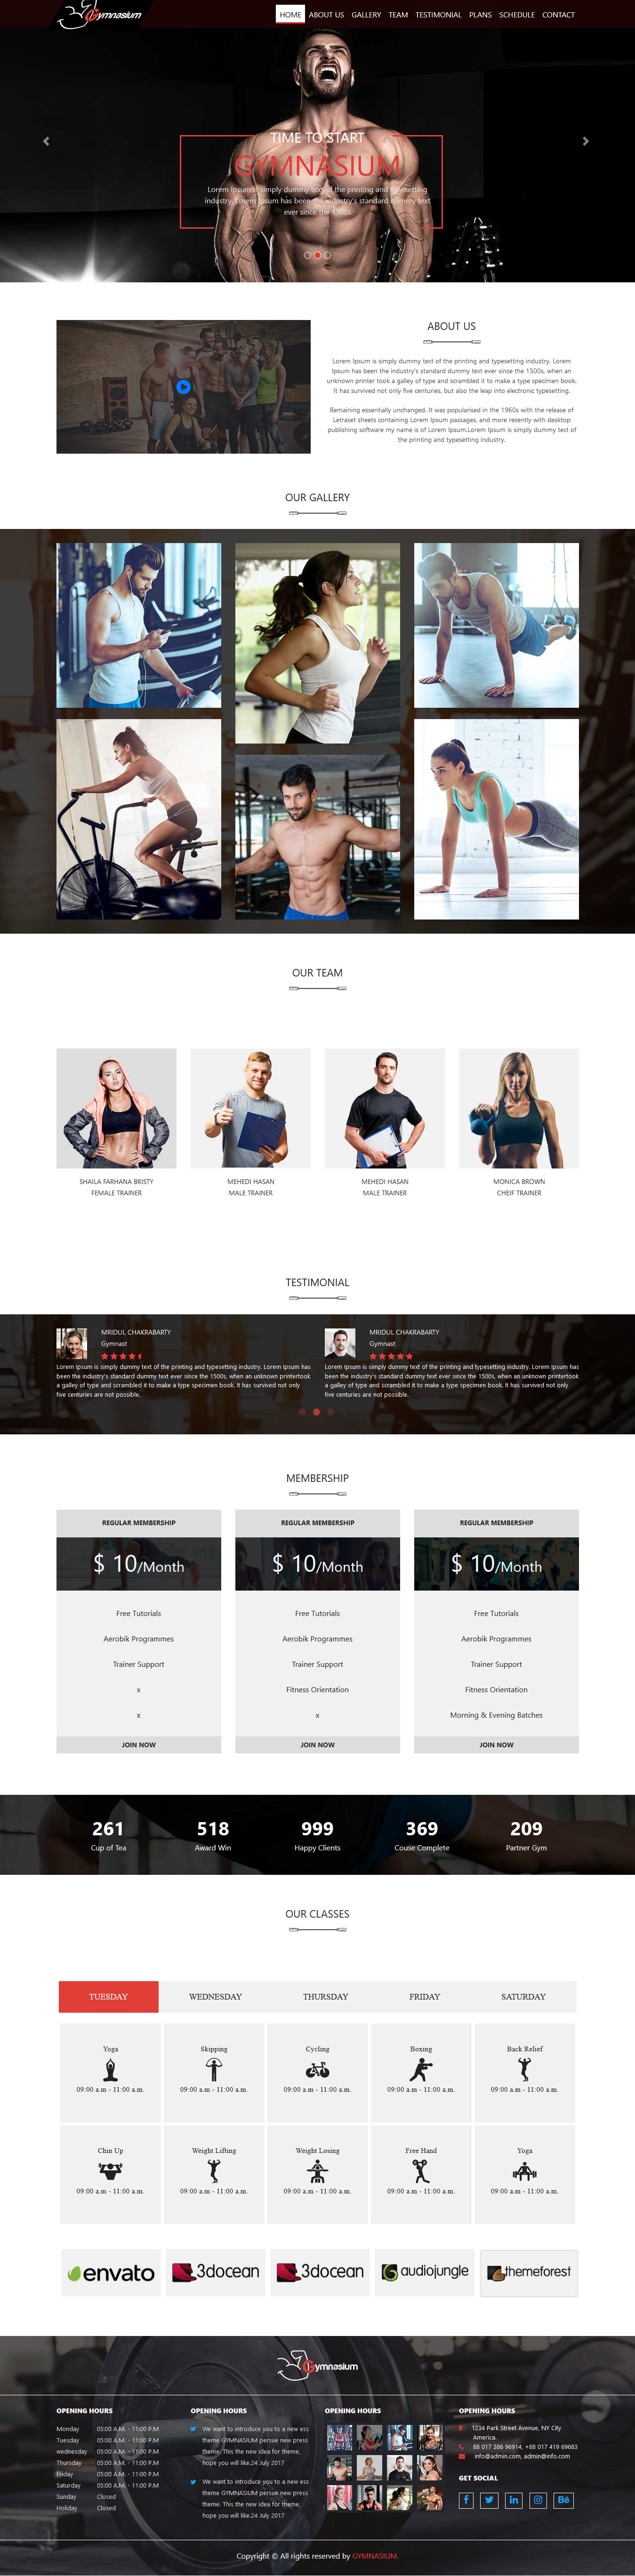 Gymnasium
HOME ABOUT US GALLERY TEAM TESTIMONIAL PLANS SCHEDULE CONTACT
TIME TO START
GYMNASIUM
Lorem Ipsum is simply dummy text of the printing and typesetting
industry. Lorem Ipsum has been the industry's standard dummy text
ever since the 1500s
ABOUT US
Lorem Ipsum is simply dummy text of the printing and typesetting industry. Lorem
Ipsum has been the industry's standard dummy text ever since the 1500s, when an
unknown printer took a galley of type and scrambled it to make a type specimen book.
It has survived not only five centuries, but also the leap into electronic typesetting.
Remaining essentially unchanged. It was popularised in the 1960s with the release of
Letraset sheets containing Lorem Ipsum passages, and more recently with desktop
publishing software my name is of Lorem Ipsum.Lorem Ipsum is simply dummy text of
the printing and typesetting industry.
OUR GALLERY
OUR TEAM
SHAILA FARHANA BRISTY
FEMALE TRAINER
MEHEDI HASAN
MALE TRAINER
MEHEDI HASAN
MALE TRAINER
MONICA BROWN
CHEIF TRAINER
TESTIMONIAL
MRIDUL CHAKRABARTY
Gymnast
Lorem Ipsum is simply dummy text of the printing and typesetting industry. Lorem Ipsum has
been the industry's standard dummy text ever since the 1500s, when an unknown printertook
a galley of type and scrambled it to make a type specimen book. It has survived not only
five centuries are not possible.
MRIDUL CHAKRABARTY
Gymnast
Lorem Ipsum is simply dummy text of the printing and typesetting industry. Lorem Ipsum has
been the industry's standard dummy text ever since the 1500s, when an unknown printertook
a galley of type and scrambled it to make a type specimen book. It has survived not only
five centuries are not possible.
MEMBERSHIP
REGULAR MEMBERSHIP
$ 10/Month
Free Tutorials
Aerobik Programmes
Trainer Support
x
x
JOIN NOW
REGULAR MEMBERSHIP
$ 10/Month
Free Tutorials
Aerobik Programmes
Trainer Support
Fitness Orientation
x
JOIN NOW
REGULAR MEMBERSHIP
$ 10/Month
Free Tutorials
Aerobik Programmes
Trainer Support
Fitness Orientation
Morning & Evening Batches
JOIN NOW
261 518 999 369 209
Cup of Tea Award Win Happy Clients Couse Complete Partner Gym
OUR CLASSES
TUESDAY WEDNESDAY THURSDAY FRIDAY SATURDAY
Yoga Skipping Cycling Boxing Back Relief
09:00 a.m - 11:00 a.m. 09:00 a.m - 11:00 a.m. 09:00 a.m - 11:00 a.m. 09:00 a.m - 11:00 a.m. 09:00 a.m - 11:00 a.m.
Chin Up Weight Lifting Weight Losing Free Hand Yoga
09:00 a.m - 11:00 a.m. 09:00 a.m - 11:00 a.m. 09:00 a.m - 11:00 a.m. 09:00 a.m - 11:00 a.m. 09:00 a.m - 11:00 a.m.
envato 3docean 3docean audiojungle themeforest
Gymnasium
OPENING HOURS
Monday 05:00 A.M. - 11:00 P.M
Tuesday 05:00 A.M. - 11:00 P.M
wednesday 05:00 A.M. - 11:00 P.M
Thursday 05:00 A.M. - 11:00 P.M
Friday 05:00 A.M. - 11:00 P.M
Saturday 05:00 A.M. - 11:00 P.M
Sunday Closed
Holiday Closed
OPENING HOURS
We want to introduce you to a new ess
theme GYMNASIUM persue new press
theme. This the new idea for theme,
hope you will like.24 July 2017
We want to introduce you to a new ess
theme GYMNASIUM persue new press
theme. This the new idea for theme,
hope you will like.24 July 2017
OPENING HOURS
OPENING HOURS
1234 Park Street Avenue, NY City
America.
88 017 386 96914, +88 017 419 69683
info@admin.com, admin@info.com
GET SOCIAL
Copyright © All rights reserved by GYMNASIUM.